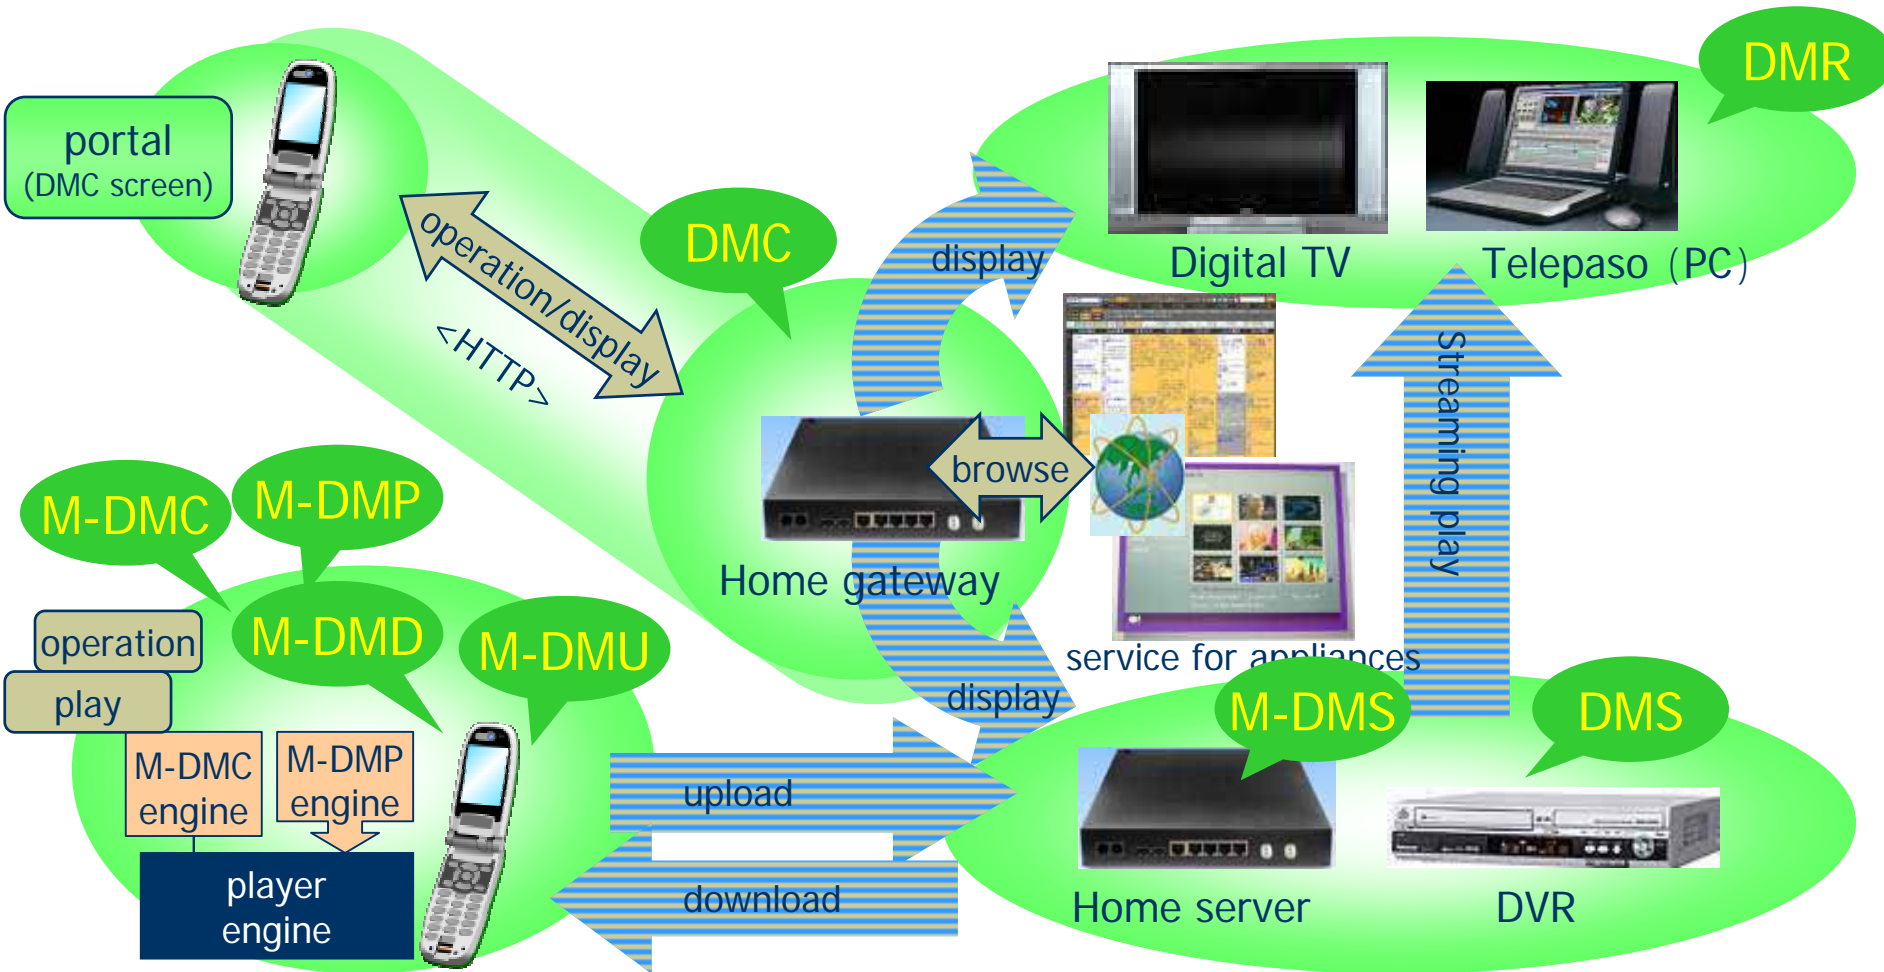 DMR
portal
(DMC screen)
operation/display
<HTTP>
DMC
display
Digital TV
Telepaso (PC)
Streaming play
browse
Home gateway
service for appliances
display
M-DMC
M-DMP
M-DMD
M-DMU
operation
play
M-DMC
engine
M-DMP
engine
player
engine
upload
download
M-DMS
DMS
Home server
DVR